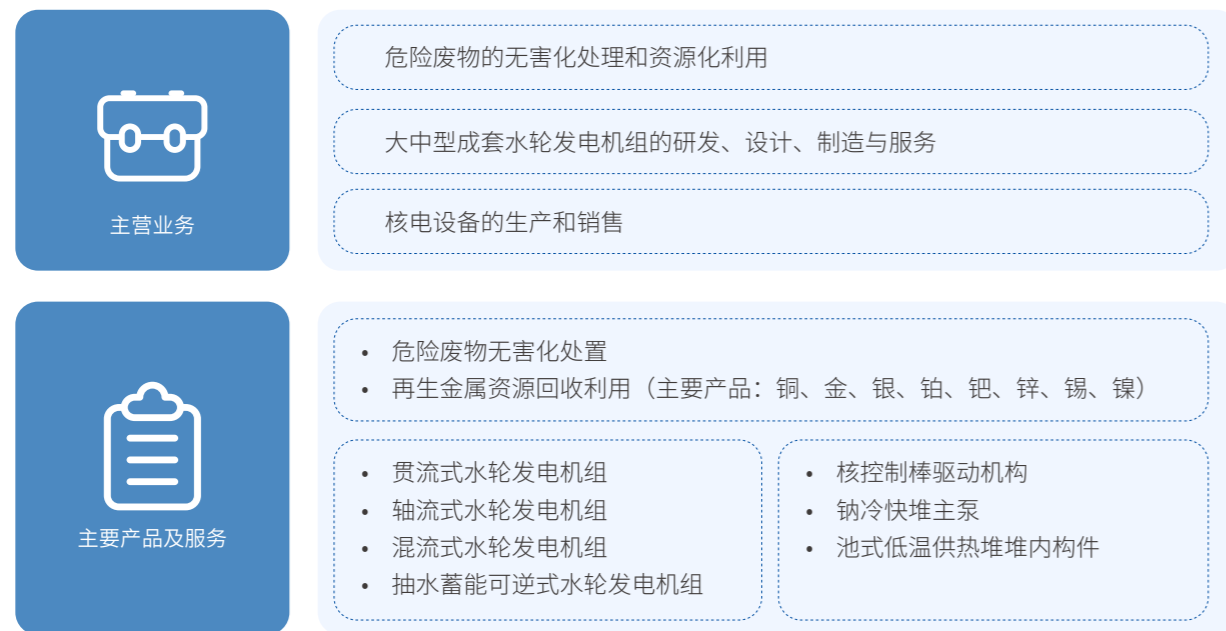 主营业务
危险废物的无害化处理和资源化利用
大中型成套水轮发电机组的研发、设计、制造与服务
核电设备的生产和销售
主要产品及服务
• 危险废物无害化处置
• 再生金属资源回收利用（主要产品：铜、金、银、铂、钯、锌、锡、镍）
• 贯流式水轮发电机组
• 轴流式水轮发电机组
• 混流式水轮发电机组
• 抽水蓄能可逆式水轮发电机组
• 核控制棒驱动机构
• 钠冷快堆主泵
• 池式低温供热堆堆内构件